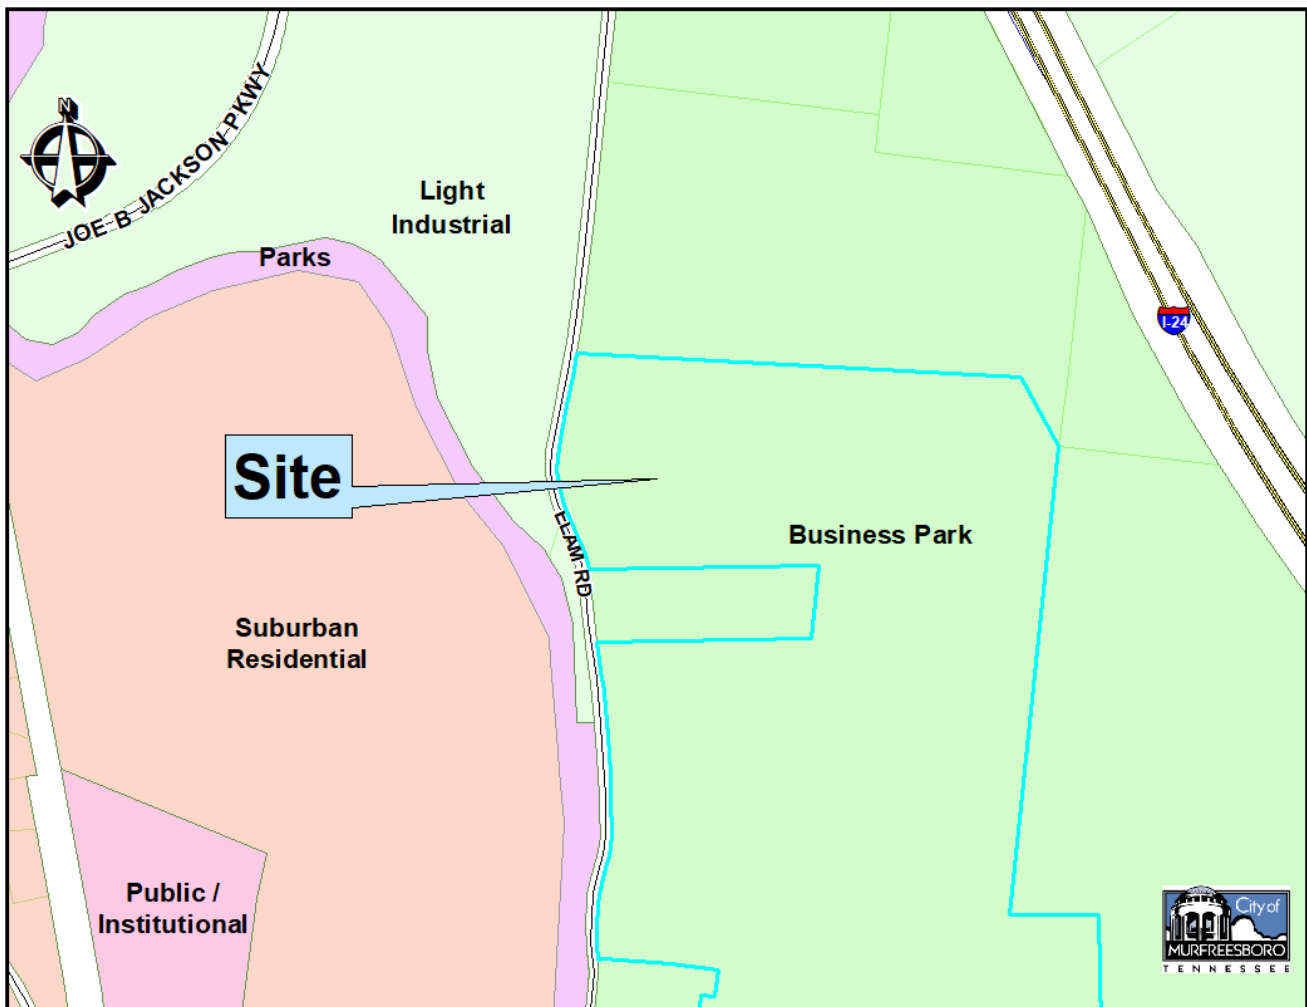 N
JOE B JACKSON PKWY
Light
Industrial
Parks
I-24
Site
ELAM RD
Business Park
Suburban
Residential
Public /
Institutional
City of
MURFREESBORO
TENNESSEE